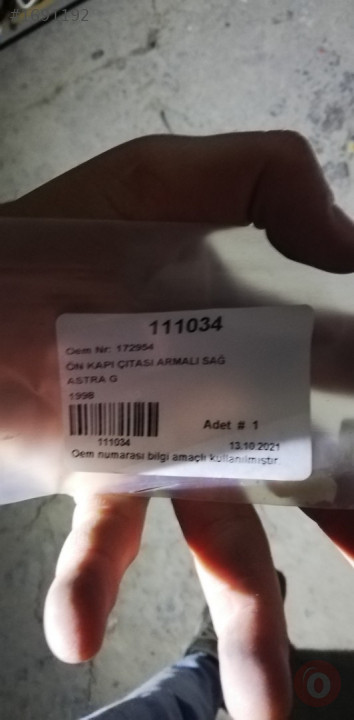 111034
Oem Nr: 172954
ÖN KAPI ÇITASI ARMALI SAĞ
ASTRA G
1998
Adet # 1
111034
13.10.2021
Oem numarası bilgi amaçlı kullanılmıştır